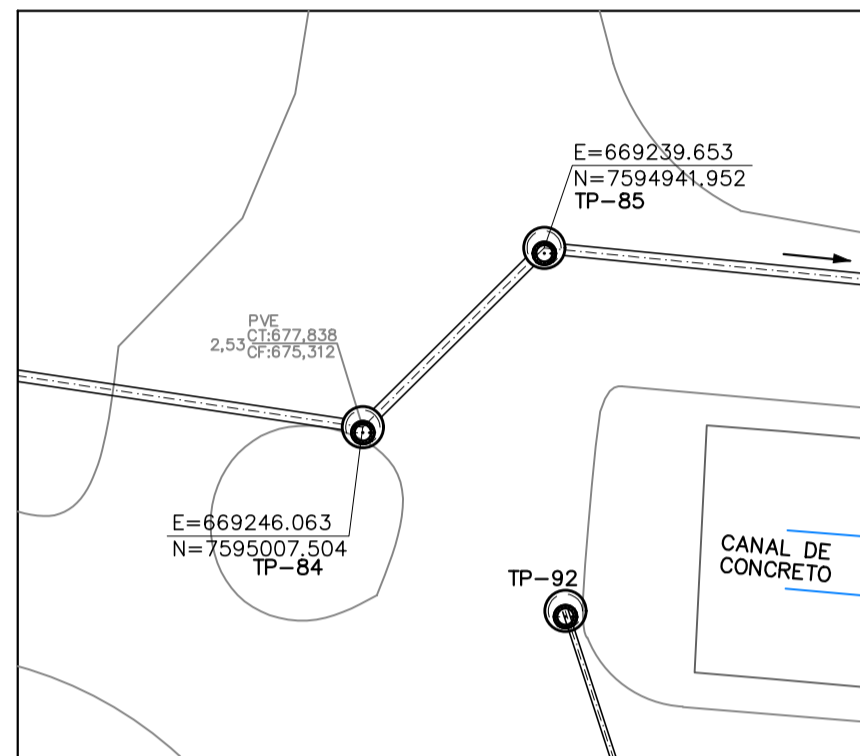 E=669239.653
N=7594941.952
TP-85
PVE
CT:677,838
2,53
CF:675,312
E=669246.063
N=7595007.504
TP-84
TP-92
CANAL DE
CONCRETO